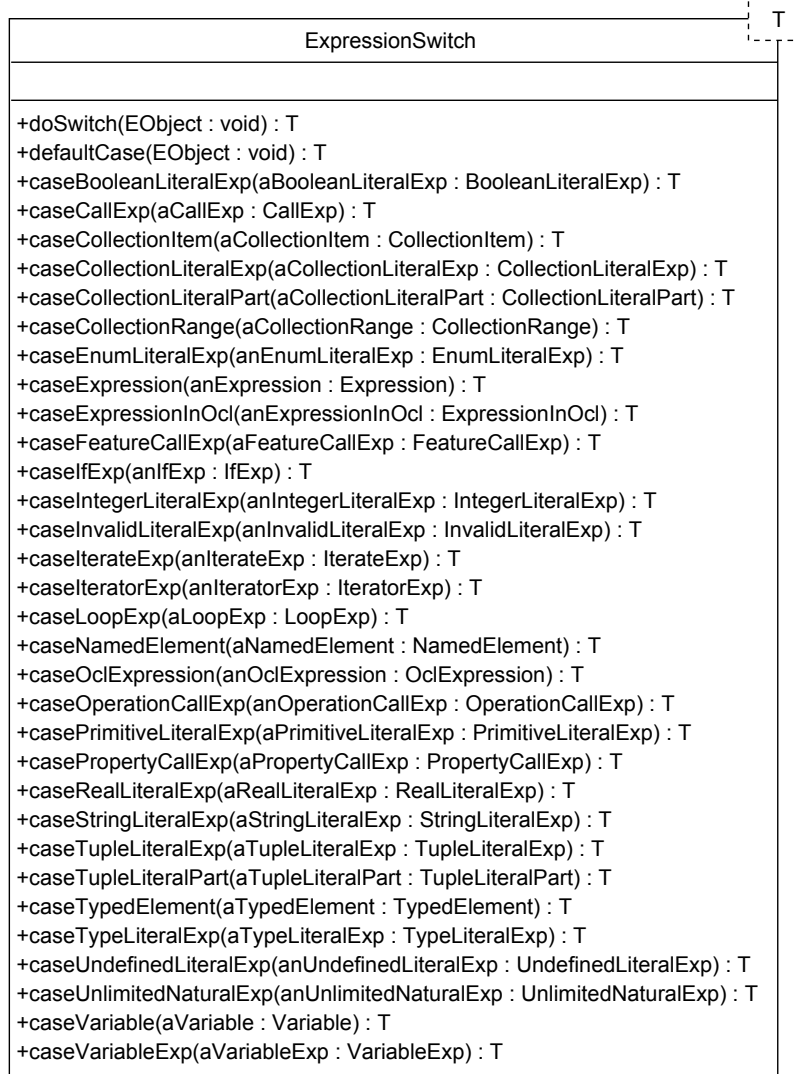 T
ExpressionSwitch
+doSwitch(EObject : void) : T
+defaultCase(EObject : void) : T
+caseBooleanLiteralExp(aBooleanLiteralExp : BooleanLiteralExp) : T
+caseCallExp(aCallExp : CallExp) : T
+caseCollectionItem(aCollectionItem : CollectionItem) : T
+caseCollectionLiteralExp(aCollectionLiteralExp : CollectionLiteralExp) : T
+caseCollectionLiteralPart(aCollectionLiteralPart : CollectionLiteralPart) : T
+caseCollectionRange(aCollectionRange : CollectionRange) : T
+caseEnumLiteralExp(anEnumLiteralExp : EnumLiteralExp) : T
+caseExpression(anExpression : Expression) : T
+caseExpressionInOcl(anExpressionInOcl : ExpressionInOcl) : T
+caseFeatureCallExp(aFeatureCallExp : FeatureCallExp) : T
+caseIfExp(anIfExp : IfExp) : T
+caseIntegerLiteralExp(anIntegerLiteralExp : IntegerLiteralExp) : T
+caseInvalidLiteralExp(anInvalidLiteralExp : InvalidLiteralExp) : T
+caseIterateExp(anIterateExp : IterateExp) : T
+caseIteratorExp(anIteratorExp : IteratorExp) : T
+caseLoopExp(aLoopExp : LoopExp) : T
+caseNamedElement(aNamedElement : NamedElement) : T
+caseOclExpression(anOclExpression : OclExpression) : T
+caseOperationCallExp(anOperationCallExp : OperationCallExp) : T
+casePrimitiveLiteralExp(aPrimitiveLiteralExp : PrimitiveLiteralExp) : T
+casePropertyCallExp(aPropertyCallExp : PropertyCallExp) : T
+caseRealLiteralExp(aRealLiteralExp : RealLiteralExp) : T
+caseStringLiteralExp(aStringLiteralExp : StringLiteralExp) : T
+caseTupleLiteralExp(aTupleLiteralExp : TupleLiteralExp) : T
+caseTupleLiteralPart(aTupleLiteralPart : TupleLiteralPart) : T
+caseTypedElement(aTypedElement : TypedElement) : T
+caseTypeLiteralExp(aTypeLiteralExp : TypeLiteralExp) : T
+caseUndefinedLiteralExp(anUndefinedLiteralExp : UndefinedLiteralExp) : T
+caseUnlimitedNaturalExp(anUnlimitedNaturalExp : UnlimitedNaturalExp) : T
+caseVariable(aVariable : Variable) : T
+caseVariableExp(aVariableExp : VariableExp) : T